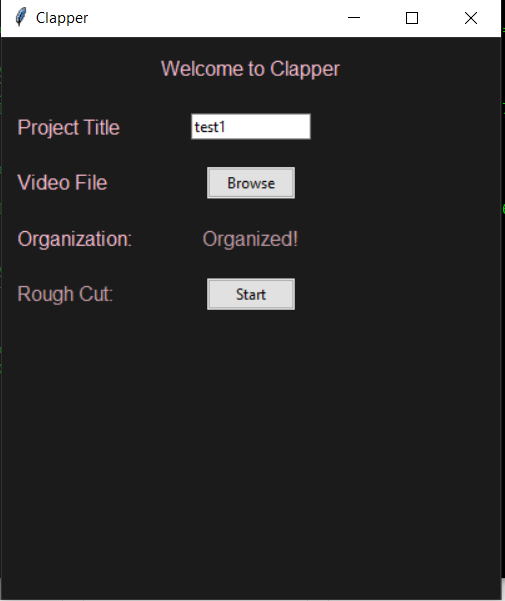 Clapper
Welcome to Clapper
Project Title test1
Video File Browse
Organization: Organized!
Rough Cut: Start